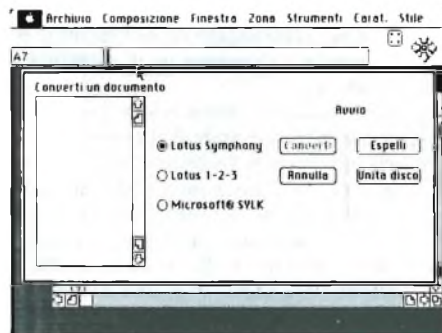 Archivio Composizione Finestra Zona Strumenti Carat. Stile
A7
Converti un documento
Avvio
Lotus Symphony Converti Espelli
Lotus 1-2-3 Annulla Unità disco
Microsoft® SYLK